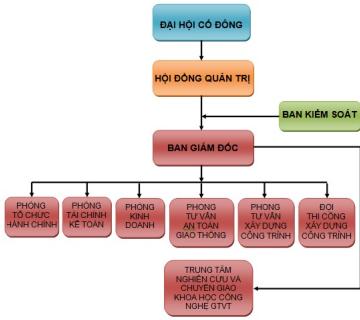 ĐẠI HỘI CỔ ĐÔNG
HỘI ĐỒNG QUẢN TRỊ
BAN KIỂM SOÁT
BAN GIÁM ĐỐC
PHÒNG
TỔ CHỨC
HÀNH CHÍNH
PHÒNG
TÀI CHÍNH
KẾ TOÁN
PHÒNG
KINH
DOANH
PHONG
TƯ VẤN
AN TOÀN
GIAO THÔNG
PHONG
TƯ VẤN
XÂY DỰNG
CÔNG TRÌNH
ĐỘI
THI CÔNG
XÂY DỰNG
CÔNG TRÌNH
TRUNG TÂM
NGHIÊN CỨU VÀ
CHUYỂN GIAO
KHOA HỌC CÔNG
NGHỆ GTVT